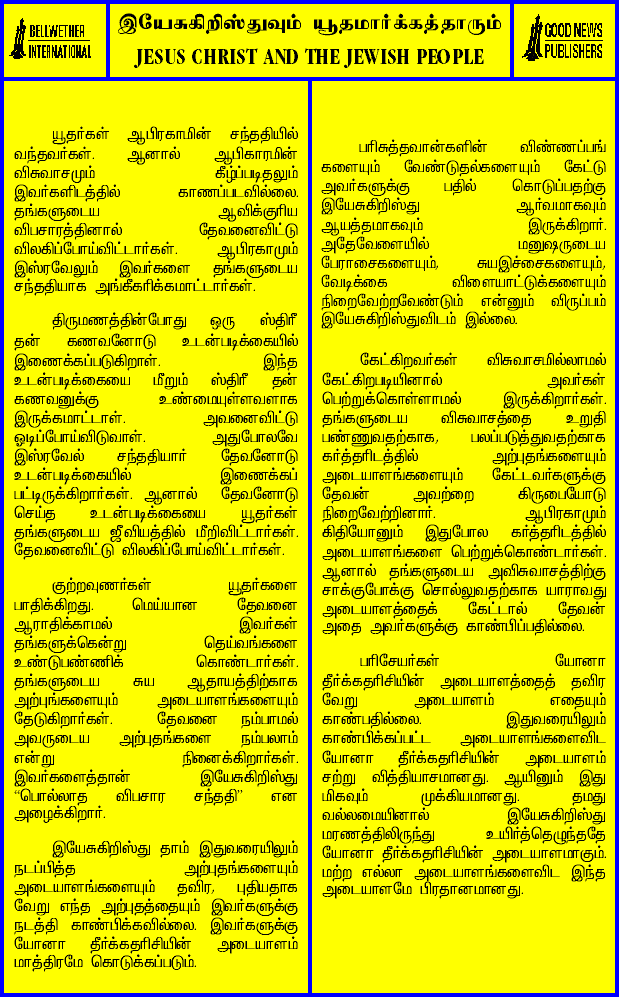 BELLWETHER
INTERNATIONAL
இயேசுகிறிஸ்துவும் யூதமார்க்கத்தாரும்
JESUS CHRIST AND THE JEWISH PEOPLE
GOOD NEWS
PUBLISHERS
யூதர்கள் ஆபிரகாமின் சந்ததியில்
வந்தவர்கள். ஆனால் ஆபிகாரமின்
விசுவாசமும் கீழ்ப்படிதலும்
இவர்களிடத்தில் காணப்படவில்லை.
தங்களுடைய ஆவிக்குரிய
விபசாரத்தினால் தேவனைவிட்டு
விலகிப்போய்விட்டார்கள். ஆபிரகாமும்
இஸ்ரவேலும் இவர்களை தங்களுடைய
சந்ததியாக அங்கீகரிக்கமாட்டார்கள்.
திருமணத்தின்போது ஒரு ஸ்திரீ
தன் கணவனோடு உடன்படிக்கையில்
இணைக்கப்படுகிறாள். இந்த
உடன்படிக்கையை மீறும் ஸ்திரீ தன்
கணவனுக்கு உண்மையுள்ளவளாக
இருக்கமாட்டாள். அவனைவிட்டு
ஓடிப்போய்விடுவாள். அதுபோலவே
இஸ்ரவேல் சந்ததியார் தேவனோடு
உடன்படிக்கையில் இணைக்கப்
பட்டிருக்கிறார்கள். ஆனால் தேவனோடு
செய்த உடன்படிக்கையை யூதர்கள்
தங்களுடைய ஜீவியத்தில் மீறிவிட்டார்கள்.
தேவனைவிட்டு விலகிப்போய்விட்டார்கள்.
குற்றவுணர்கள் யூதர்களை
பாதிக்கிறது. மெய்யான தேவனை
ஆராதிக்காமல் இவர்கள்
தங்களுக்கென்று தெய்வங்களை
உண்டுபண்ணிக் கொண்டார்கள்.
தங்களுடைய சுய ஆதாயத்திற்காக
அற்புங்களையும் அடையாளங்களையும்
தேடுகிறார்கள். தேவனை நம்பாமல்
அவருடைய அற்புதங்களை நம்பலாம்
என்று நினைக்கிறார்கள்.
இவர்களைத்தான் இயேசுகிறிஸ்து
“பொல்லாத விபசார சந்ததி” என
அழைக்கிறார்.
இயேசுகிறிஸ்து தாம் இதுவரையிலும்
நடப்பித்த அற்புதங்களையும்
அடையாளங்களையும் தவிர, புதியதாக
வேறு எந்த அற்புதத்தையும் இவர்களுக்கு
நடத்தி காண்பிக்கவில்லை. இவர்களுக்கு
யோனா தீர்க்கதரிசியின் அடையாளம்
மாத்திரமே கொடுக்கப்படும்.
பரிசுத்தவான்களின் விண்ணப்பங்
களையும் வேண்டுதல்களையும் கேட்டு
அவர்களுக்கு பதில் கொடுப்பதற்கு
இயேசுகிறிஸ்து ஆர்வமாகவும்
ஆயத்தமாகவும் இருக்கிறார்.
அதேவேளையில் மனுஷருடைய
பேராசைகளையும், சுயஇச்சைகளையும்,
வேடிக்கை விளையாட்டுக்களையும்
நிறைவேற்றவேண்டும் என்னும் விருப்பம்
இயேசுகிறிஸ்துவிடம் இல்லை.
கேட்கிறவர்கள் விசுவாசமில்லாமல்
கேட்கிறபடியினால் அவர்கள்
பெற்றுக்கொள்ளாமல் இருக்கிறார்கள்.
தங்களுடைய விசுவாசத்தை உறுதி
பண்ணுவதற்காக, பலப்படுத்துவதற்காக
கர்த்தரிடத்தில் அற்புதங்களையும்
அடையாளங்களையும் கேட்டவர்களுக்கு
தேவன் அவற்றை கிருபையோடு
நிறைவேற்றினார். ஆபிரகாமும்
கிதியோனும் இதுபோல கர்த்தரிடத்தில்
அடையாளங்களை பெற்றுக்கொண்டார்கள்.
ஆனால் தங்களுடைய அவிசுவாசத்திற்கு
சாக்குபோக்கு சொல்லுவதற்காக யாராவது
அடையாளத்தைக் கேட்டால் தேவன்
அதை அவர்களுக்கு காண்பிப்பதில்லை.
பரிசேயர்கள் யோனா
தீர்க்கதரிசியின் அடையாளத்தைத் தவிர
வேறு அடையாளம் எதையும்
காண்பதில்லை. இதுவரையிலும்
காண்பிக்கப்பட்ட அடையாளங்களைவிட
யோனா தீர்க்கதரிசியின் அடையாளம்
சற்று வித்தியாசமானது. ஆயினும் இது
மிகவும் முக்கியமானது. தமது
வல்லமையினால் இயேசுகிறிஸ்து
மரணத்திலிருந்து உயிர்த்தெழுந்ததே
யோனா தீர்க்கதரிசியின் அடையாளமாகும்.
மற்ற எல்லா அடையாளங்களைவிட இந்த
அடையாளமே பிரதானமானது.